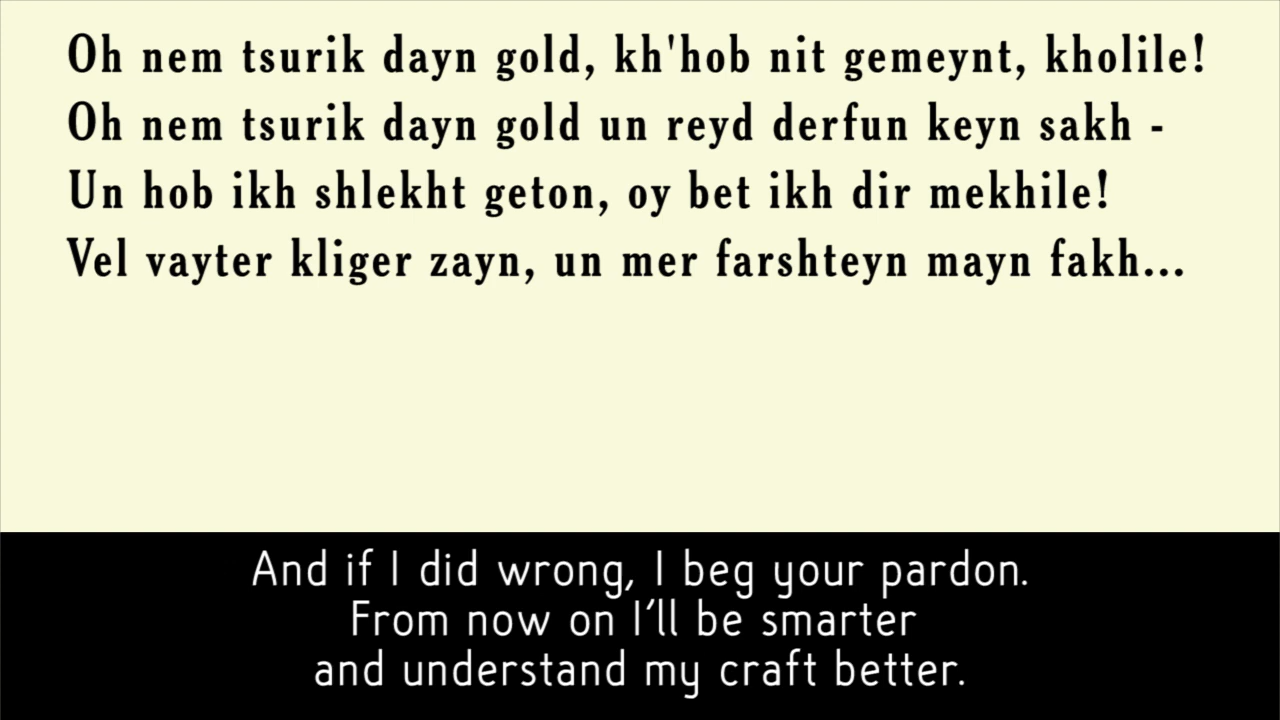 Oh nem tsurik dayn gold, kh'hob nit gemeynt, kholile!
Oh nem tsurik dayn gold un reyd derfun keyn sakh -
Un hob ikh shlekht geton, oy bet ikh dir mekhile!
Vel vayter kliger zayn, un mer farshteyn mayn fakh...
And if I did wrong, I beg your pardon.
From now on I'll be smarter
and understand my craft better.